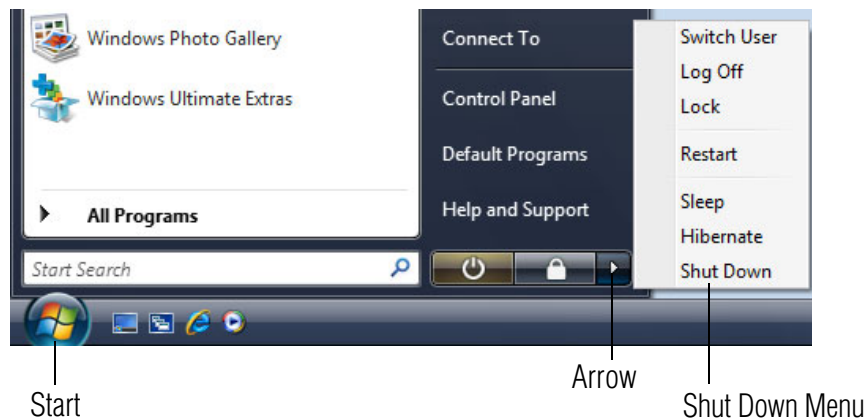 Windows Photo Gallery
Windows Ultimate Extras
All Programs
Start Search
Connect To
Control Panel
Default Programs
Help and Support
Switch User
Log Off
Lock
Restart
Sleep
Hibernate
Shut Down
Start
Arrow
Shut Down Menu